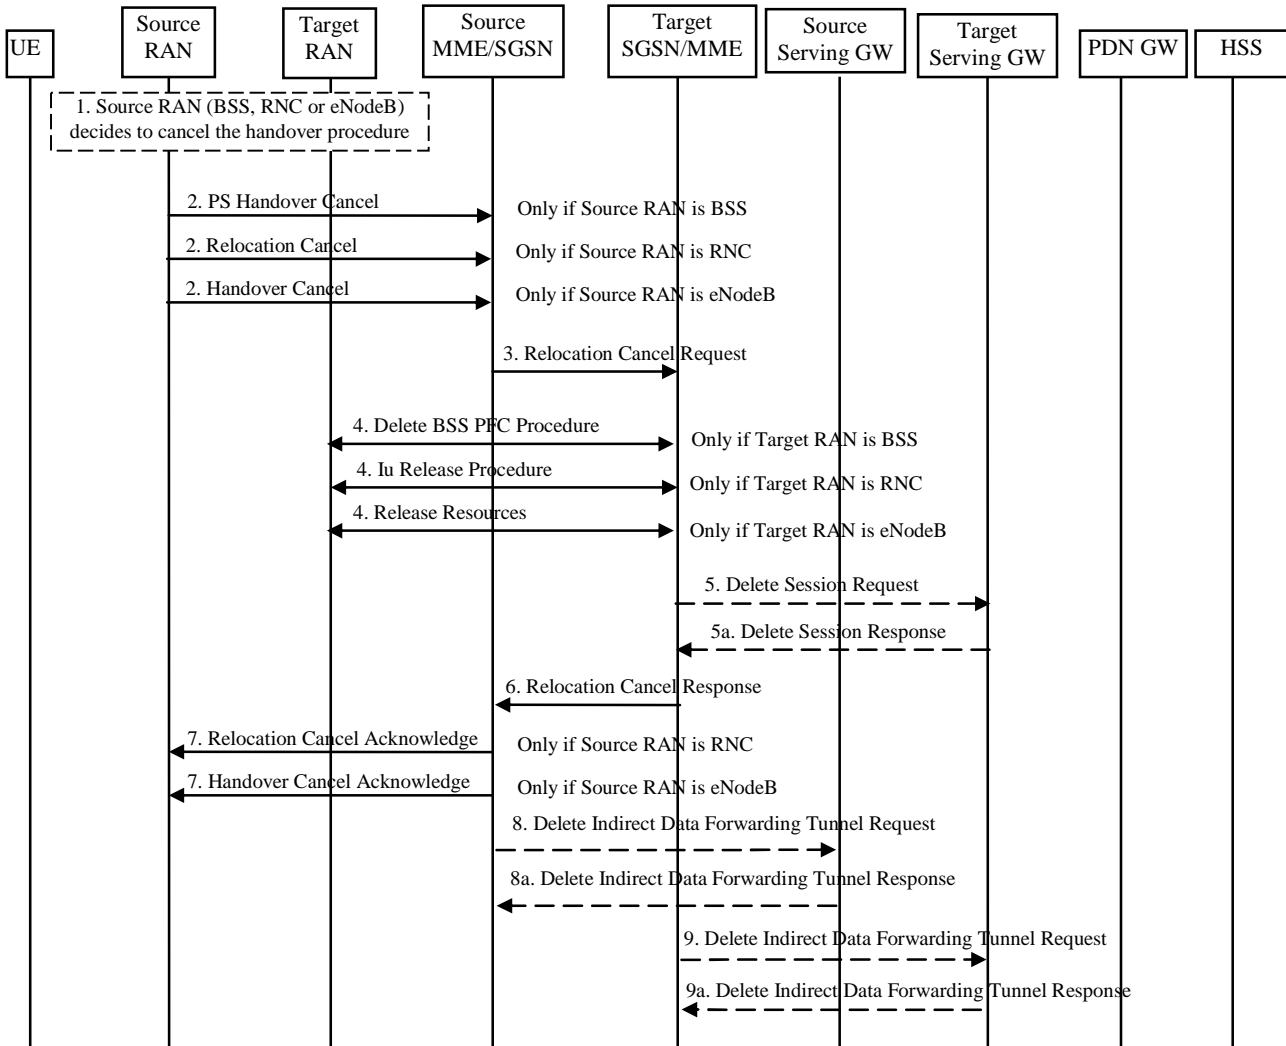 UE
Source
RAN
Target
RAN
Source
MME/SGSN
Target
SGSN/MME
Source
Serving GW
Target
Serving GW
PDN GW
HSS
1. Source RAN (BSS, RNC or eNodeB)
decides to cancel the handover procedure
2. PS Handover Cancel
Only if Source RAN is BSS
2. Relocation Cancel
Only if Source RAN is RNC
2. Handover Cancel
Only if Source RAN is eNodeB
3. Relocation Cancel Request
4. Delete BSS PFC Procedure
Only if Target RAN is BSS
4. Iu Release Procedure
Only if Target RAN is RNC
4. Release Resources
Only if Target RAN is eNodeB
5. Delete Session Request
5a. Delete Session Response
6. Relocation Cancel Response
7. Relocation Cancel Acknowledge
Only if Source RAN is RNC
7. Handover Cancel Acknowledge
Only if Source RAN is eNodeB
8. Delete Indirect Data Forwarding Tunnel Request
8a. Delete Indirect Data Forwarding Tunnel Response
9. Delete Indirect Data Forwarding Tunnel Request
9a. Delete Indirect Data Forwarding Tunnel Response